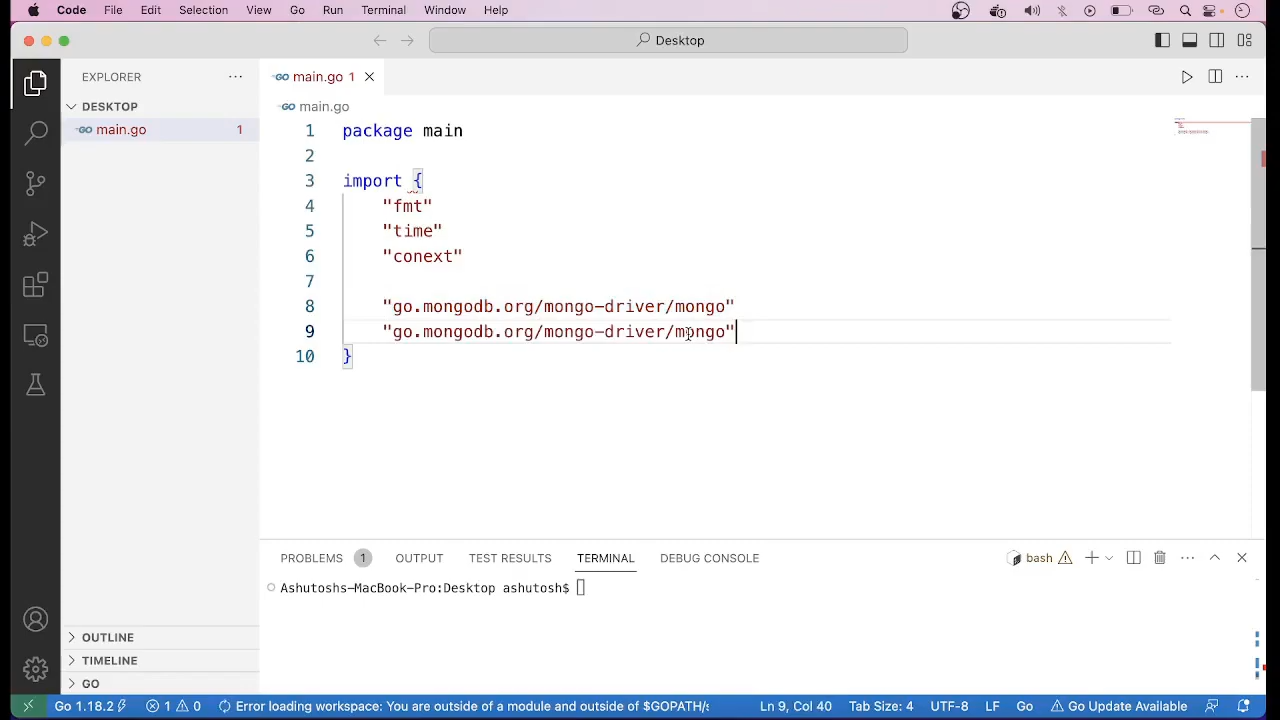 Code File Edit Selection View Go Run Terminal Window Help
Desktop
EXPLORER
DESKTOP
GO main.go 1
GO main.go 1
GO main.go
1 package main
2
3 import {
4 "fmt"
5 "time"
6 "conext"
7
8 "go.mongodb.org/mongo-driver/mongo"
9 "go.mongodb.org/mongo-driver/mongo"
10 }
OUTLINE
TIMELINE
GO
PROBLEMS 1 OUTPUT TEST RESULTS TERMINAL DEBUG CONSOLE
bash
Ashutoshs-MacBook-Pro:Desktop ashutosh$
Go 1.18.2 1 0 Error loading workspace: You are outside of a module and outside of $GOPATH/s Ln 9, Col 40 Tab Size: 4 UTF-8 LF Go Go Update Available